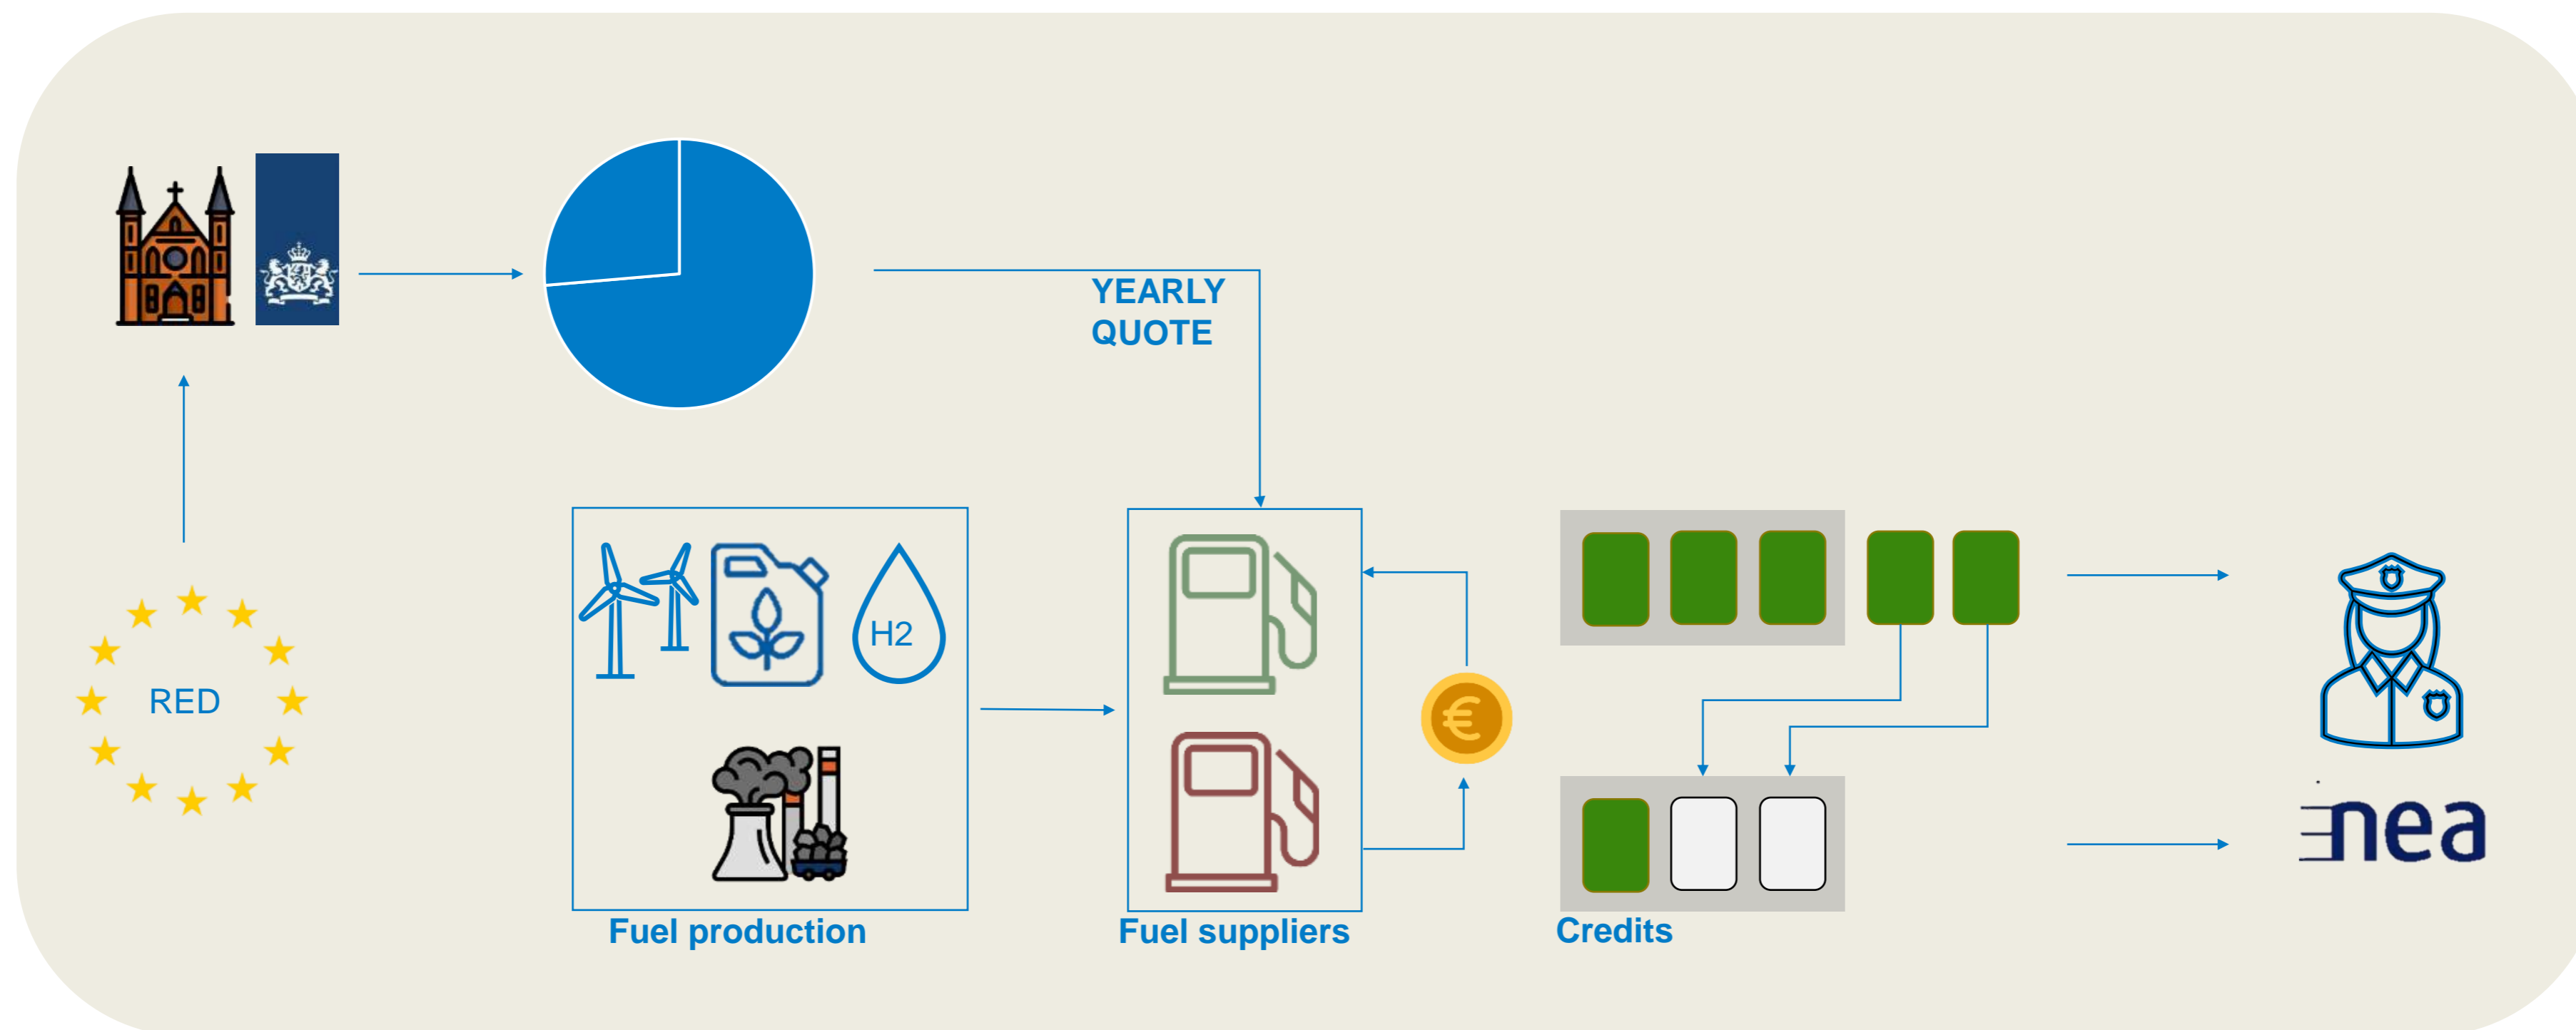 YEARLY
QUOTE
RED
H2
€
Fuel production
Fuel suppliers
Credits
nea